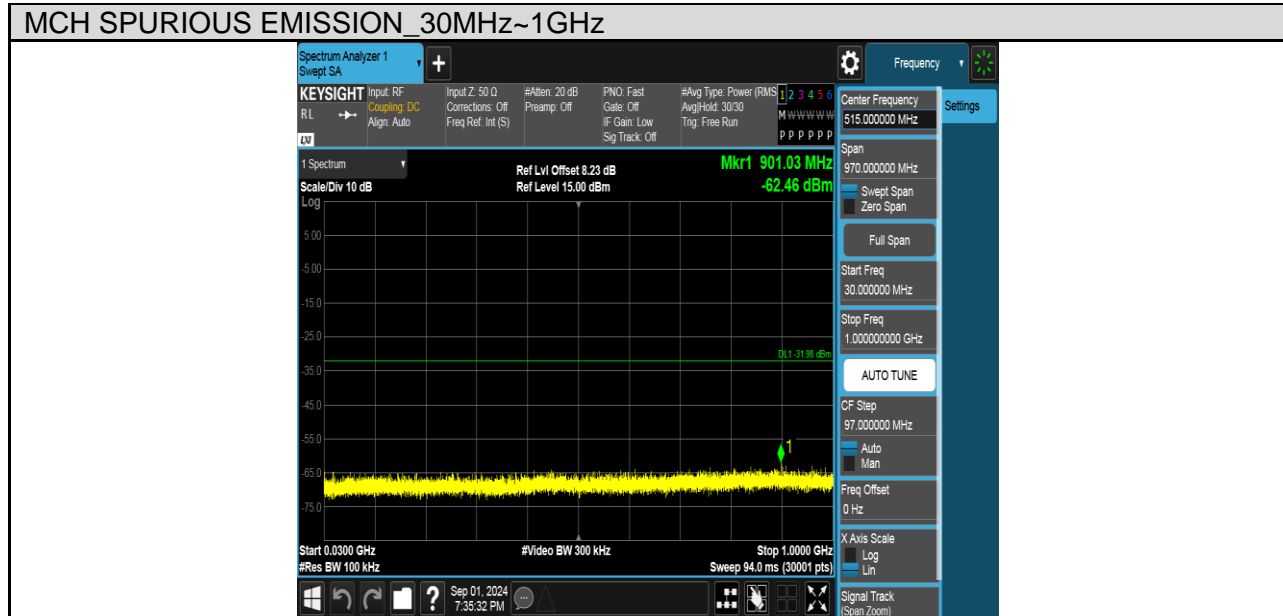 MCH SPURIOUS EMISSION_30MHz~1GHz
Spectrum Analyzer 1
Swept SA
+
Frequency
KEYSIGHT
RL
LXI
Input: RF
Coupling: DC
Align: Auto
Input Z: 50 Ω
Corrections: Off
Freq Ref: Int (S)
#Atten: 20 dB
Preamp: Off
PNO: Fast
Gate: Off
IF Gain: Low
Sig Track: Off
#Avg Type: Power (RMS
Avg|Hold: 30/30
Trig: Free Run
1 2 3 4 5 6
M W W W W W
P P P P P P
1 Spectrum
Scale/Div 10 dB
Log
Ref Lvl Offset 8.23 dB
Ref Level 15.00 dBm
Mkr1 901.03 MHz
-62.46 dBm
5.00
-5.00
-15.0
-25.0
DL1 -31.98 dBm
-35.0
-45.0
-55.0
1
-65.0
-75.0
Start 0.0300 GHz
#Video BW 300 kHz
Stop 1.0000 GHz
#Res BW 100 kHz
Sweep 94.0 ms (30001 pts)
?
Sep 01, 2024
7:35:32 PM
Center Frequency
515.000000 MHz
Settings
Span
970.000000 MHz
Swept Span
Zero Span
Full Span
Start Freq
30.000000 MHz
Stop Freq
1.000000000 GHz
AUTO TUNE
CF Step
97.000000 MHz
Auto
Man
Freq Offset
0 Hz
X Axis Scale
Log
Lin
Signal Track
(Span Zoom)